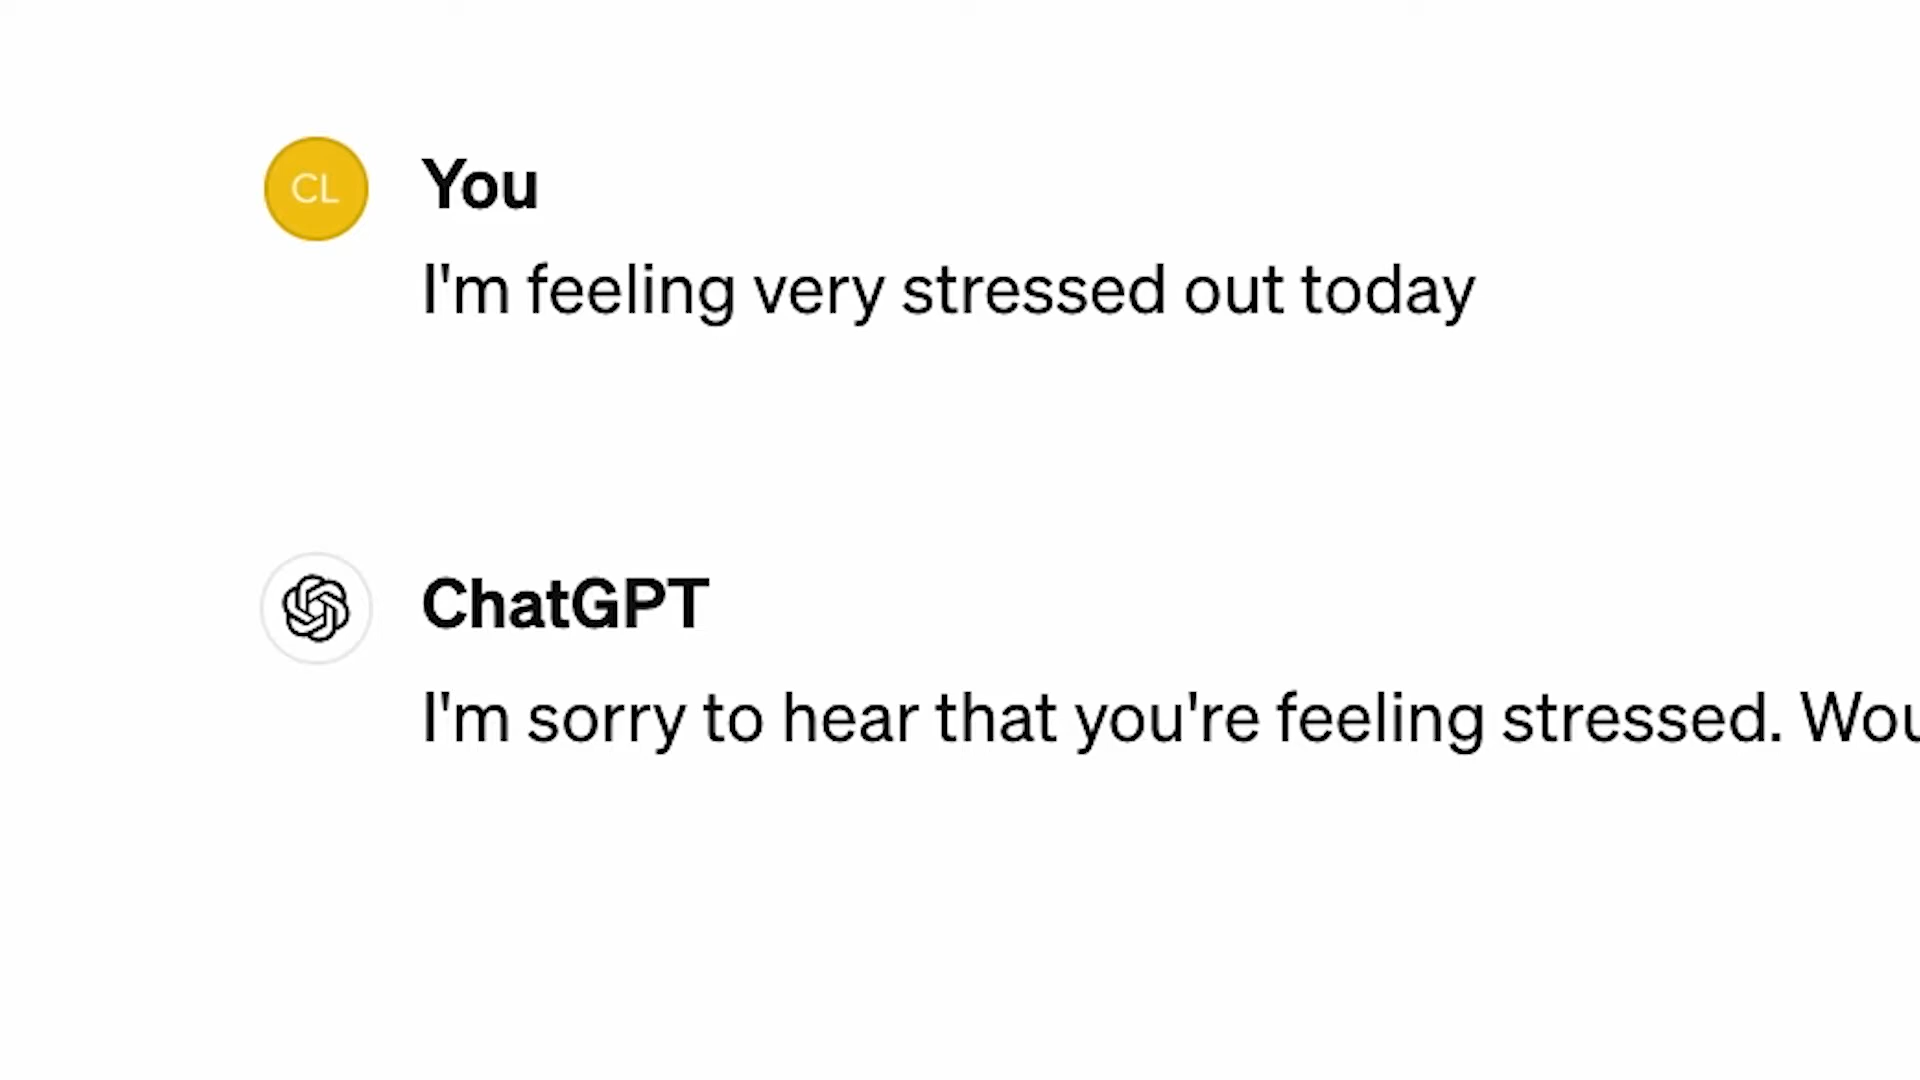 CL
You
I'm feeling very stressed out today
ChatGPT
I'm sorry to hear that you're feeling stressed.